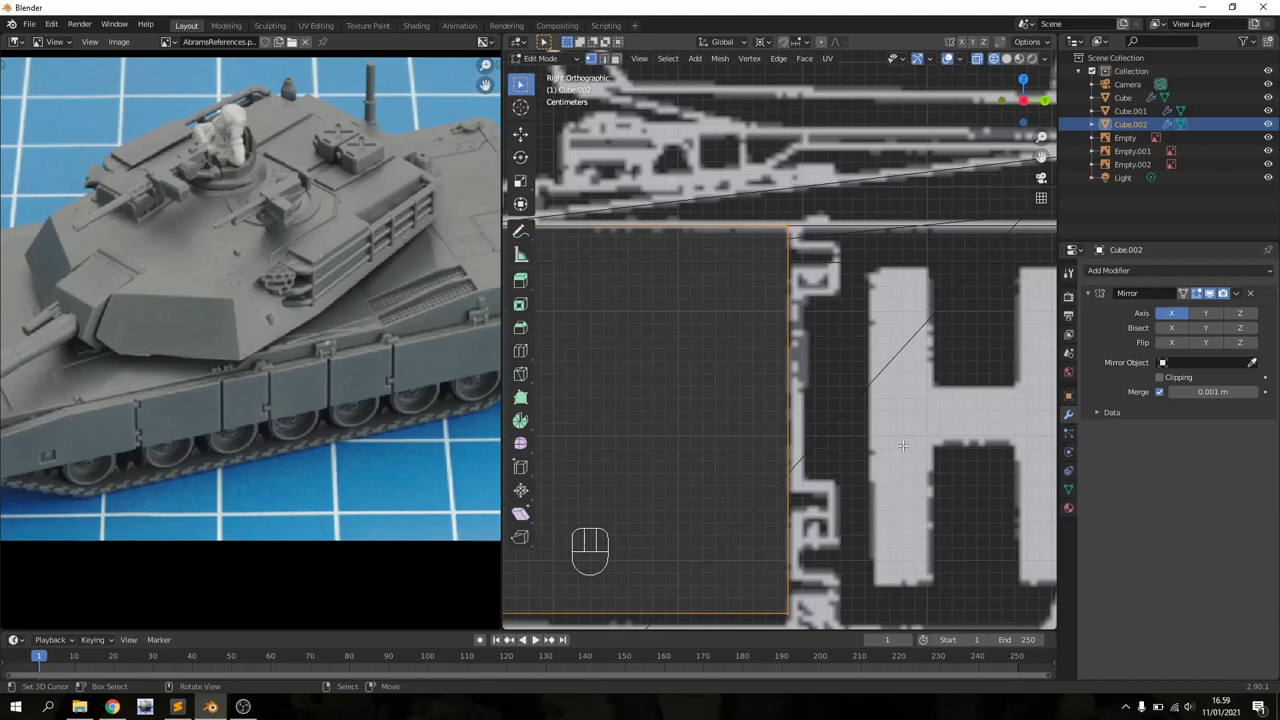 Blender
File Edit Render Window Help Layout Modeling Sculpting UV Editing Texture Paint Shading Animation Rendering Compositing Scripting + Scene View Layer
View View Image AbramsReferences.p... Global Options
Edit Mode View Select Add Mesh Vertex Edge Face UV X Y Z
Right Orthographic
(1) Cube.002
Centimeters
Z
Y
Scene Collection
Collection
Camera
Cube
Cube.001
Cube.002
Empty
Empty.001
Empty.002
Light
Cube.002
Add Modifier
Mirror
Axis X Y Z
Bisect X Y Z
Flip X Y Z
Mirror Object
Clipping
Merge 0.001 m
Data
H
Playback Keying View Marker 1 Start 1 End 250
1 10 20 30 40 50 60 70 80 90 100 110 120 130 140 150 160 170 180 190 200 210 220 230 240 250
Set 3D Cursor Box Select Rotate View Select Move 2.90.1
16.59
11/01/2021